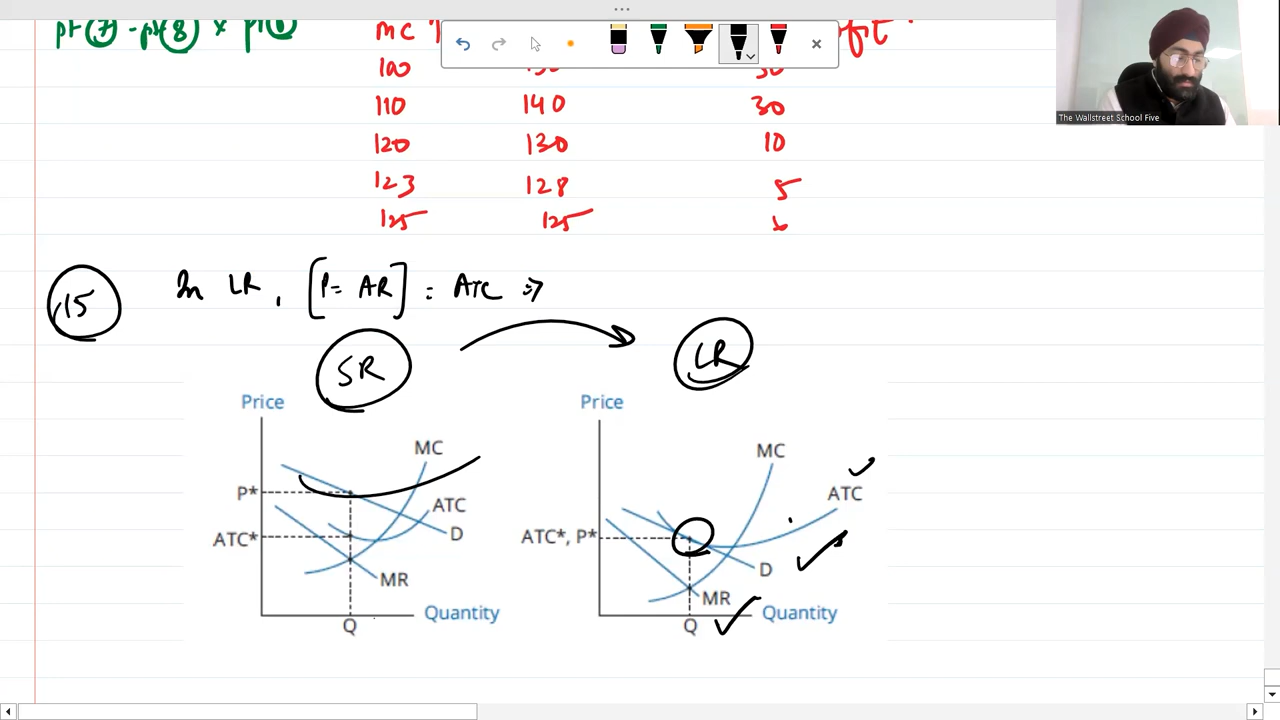 MC
100
110 140 30
120 130 10
123 128 5
125 125
15 In LR, [P = AR] = ATC ⇒
SR LR
Price Price
MC MC
P* ATC ATC
ATC* D ATC*, P* D
MR MR
Quantity Quantity
Q Q
The Wallstreet School Five